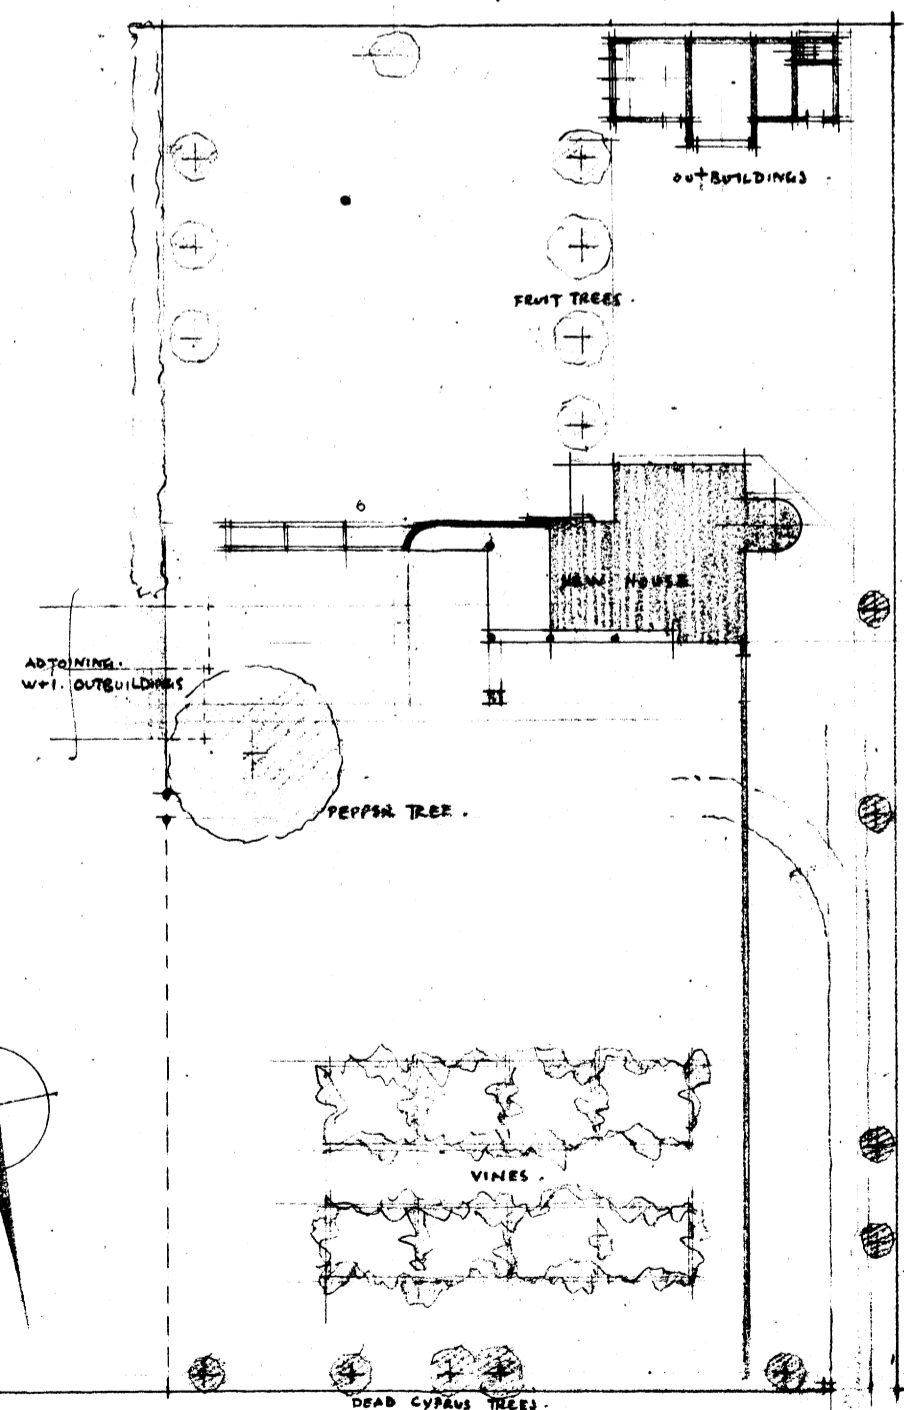 OUTBUILDINGS .
FRUIT TREES .
6
NEW HOUSE
ADJOINING.
W+I. OUTBUILDINGS
PEPPER TREE .
VINES .
DEAD CYPRUS TREES .